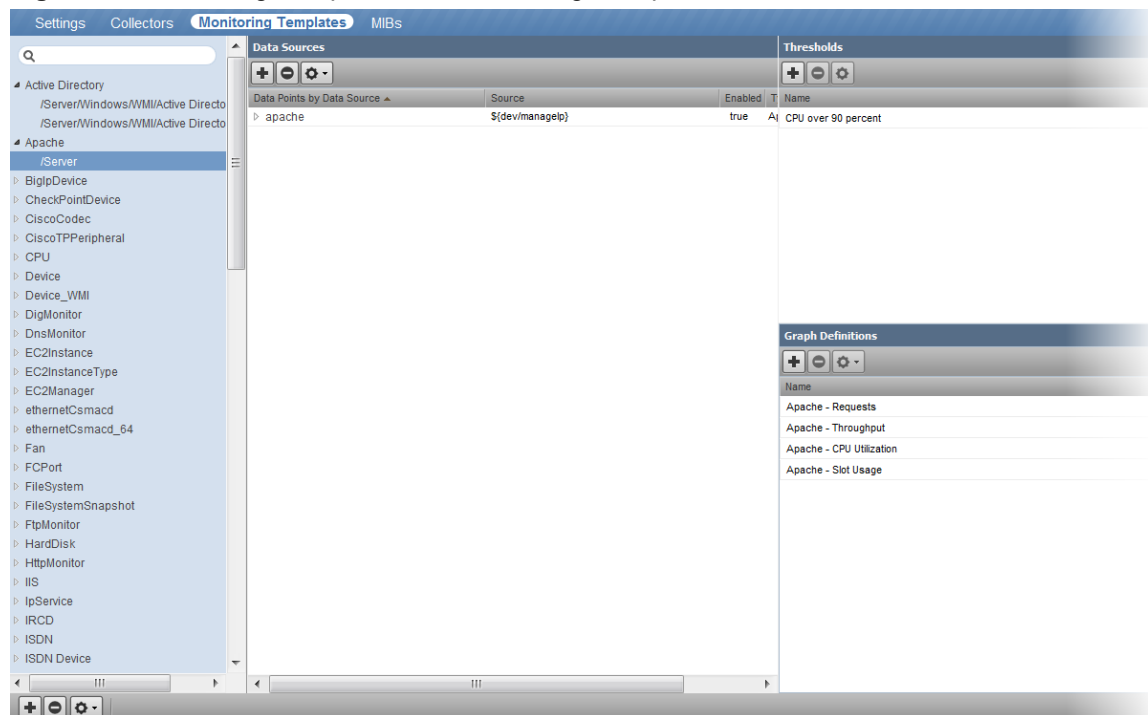 Settings Collectors Monitoring Templates MIBs
Data Sources
Thresholds
Active Directory
/Server/Windows/WMI/Active Directo
/Server/Windows/WMI/Active Directo
Apache
/Server
BigIpDevice
CheckPointDevice
CiscoCodec
CiscoTPPeripheral
CPU
Device
Device_WMI
DigMonitor
DnsMonitor
EC2Instance
EC2InstanceType
EC2Manager
ethernetCsmacd
ethernetCsmacd_64
Fan
FCPort
FileSystem
FileSystemSnapshot
FtpMonitor
HardDisk
HttpMonitor
IIS
IpService
IRCD
ISDN
ISDN Device
Data Points by Data Source Source Enabled T
apache ${dev/manageIp} true A
Name
CPU over 90 percent
Graph Definitions
Name
Apache - Requests
Apache - Throughput
Apache - CPU Utilization
Apache - Slot Usage